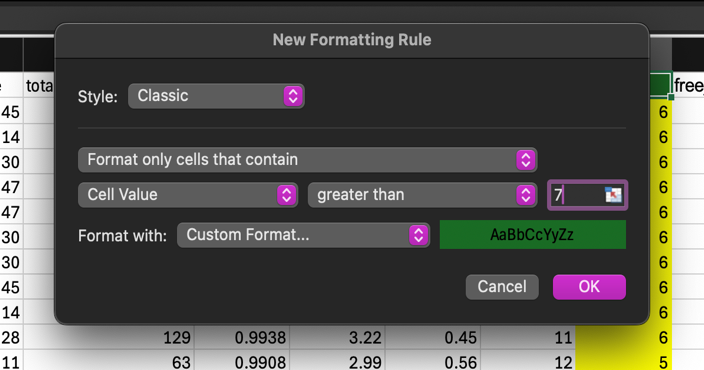 New Formatting Rule
Style: Classic
tota free
45 6
14 6
Format only cells that contain
30 6
Cell Value greater than 7
47 6
47 6
Format with: Custom Format... AaBbCcYyZz
30 6
30 6
Cancel OK
45 6
14 6
28 129 0.9938 3.22 0.45 11 6
11 63 0.9908 2.99 0.56 12 5